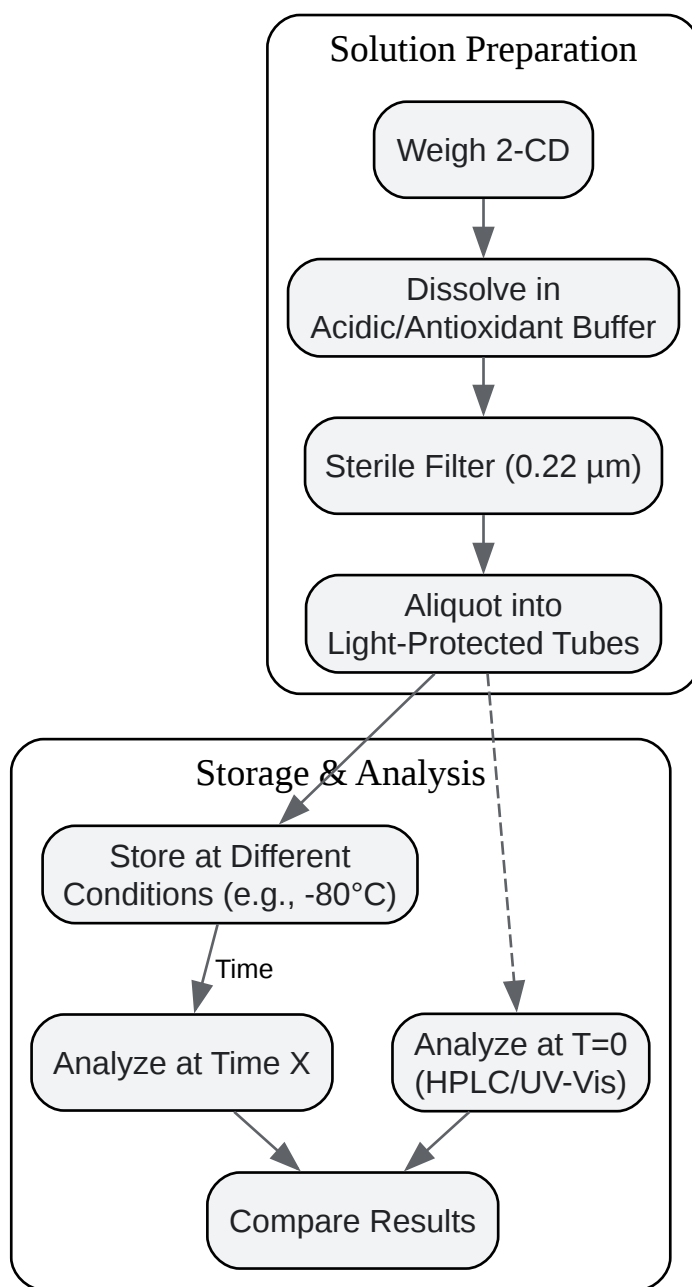 Solution Preparation
Weigh 2-CD
Dissolve in
Acidic/Antioxidant Buffer
Sterile Filter (0.22 µm)
Aliquot into
Light-Protected Tubes
Storage & Analysis
Store at Different
Conditions (e.g., -80°C)
Time
Analyze at Time X
Analyze at T=0
(HPLC/UV-Vis)
Compare Results